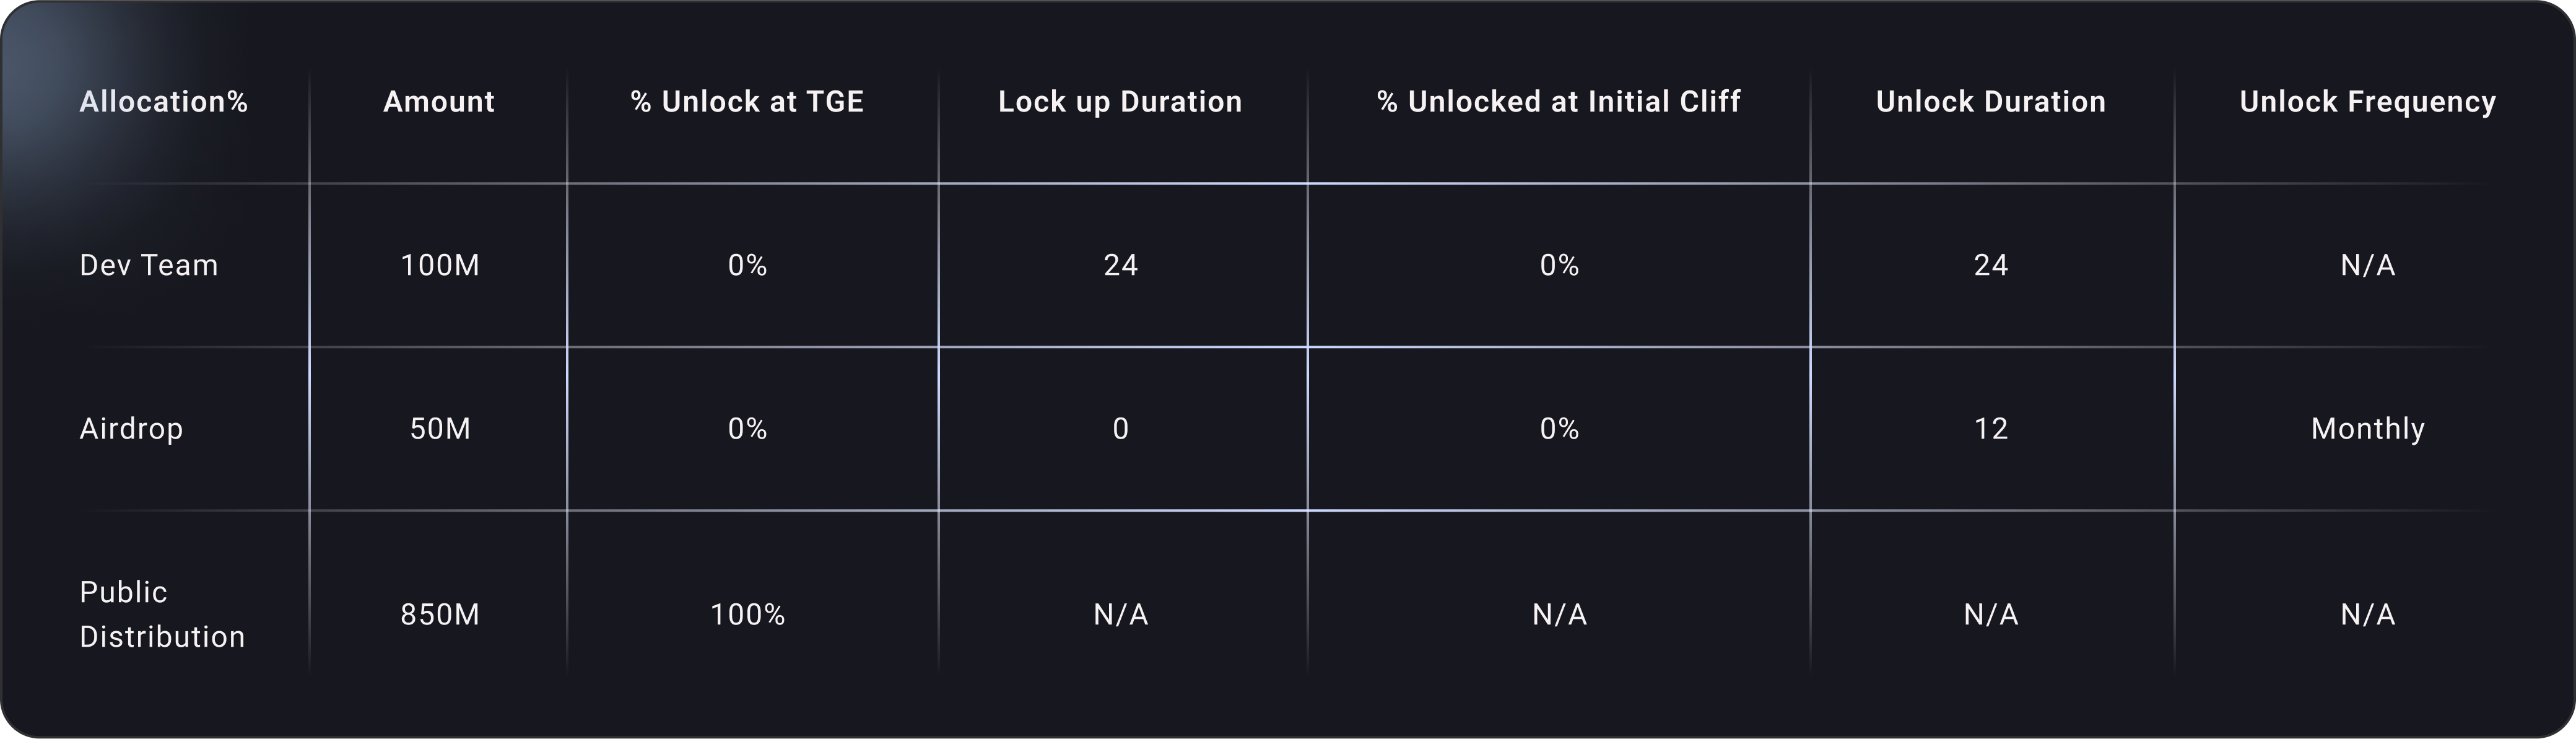 Allocation% Amount % Unlock at TGE Lock up Duration % Unlocked at Initial Cliff Unlock Duration Unlock Frequency
Dev Team 100M 0% 24 0% 24 N/A
Airdrop 50M 0% 0 0% 12 Monthly
Public
Distribution 850M 100% N/A N/A N/A N/A